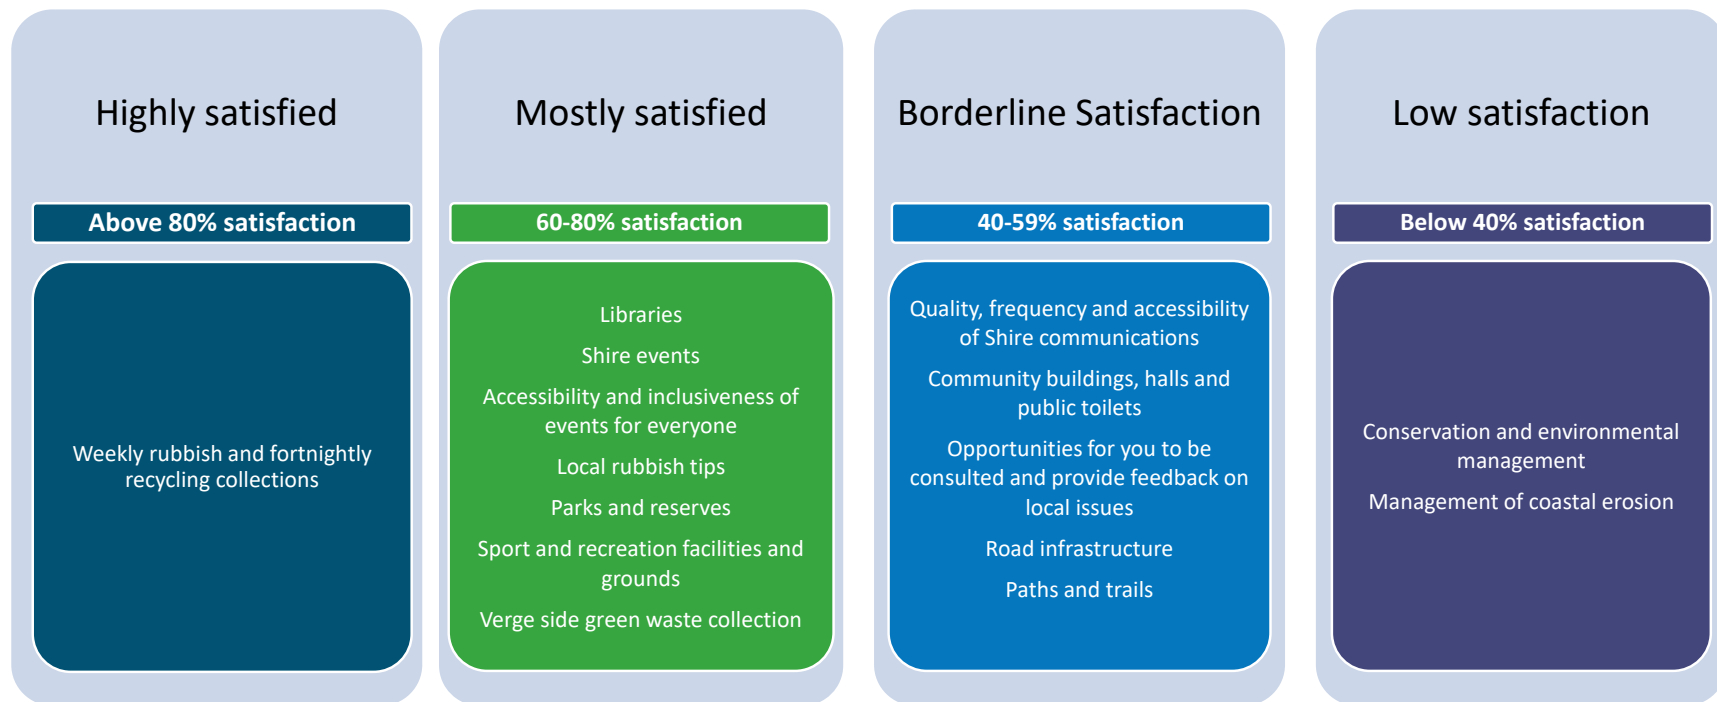 Highly satisfied
Above 80% satisfaction
Weekly rubbish and fortnightly
recycling collections
Mostly satisfied
60-80% satisfaction
Libraries
Shire events
Accessibility and inclusiveness of
events for everyone
Local rubbish tips
Parks and reserves
Sport and recreation facilities and
grounds
Verge side green waste collection
Borderline Satisfaction
40-59% satisfaction
Quality, frequency and accessibility
of Shire communications
Community buildings, halls and
public toilets
Opportunities for you to be
consulted and provide feedback on
local issues
Road infrastructure
Paths and trails
Low satisfaction
Below 40% satisfaction
Conservation and environmental
management
Management of coastal erosion